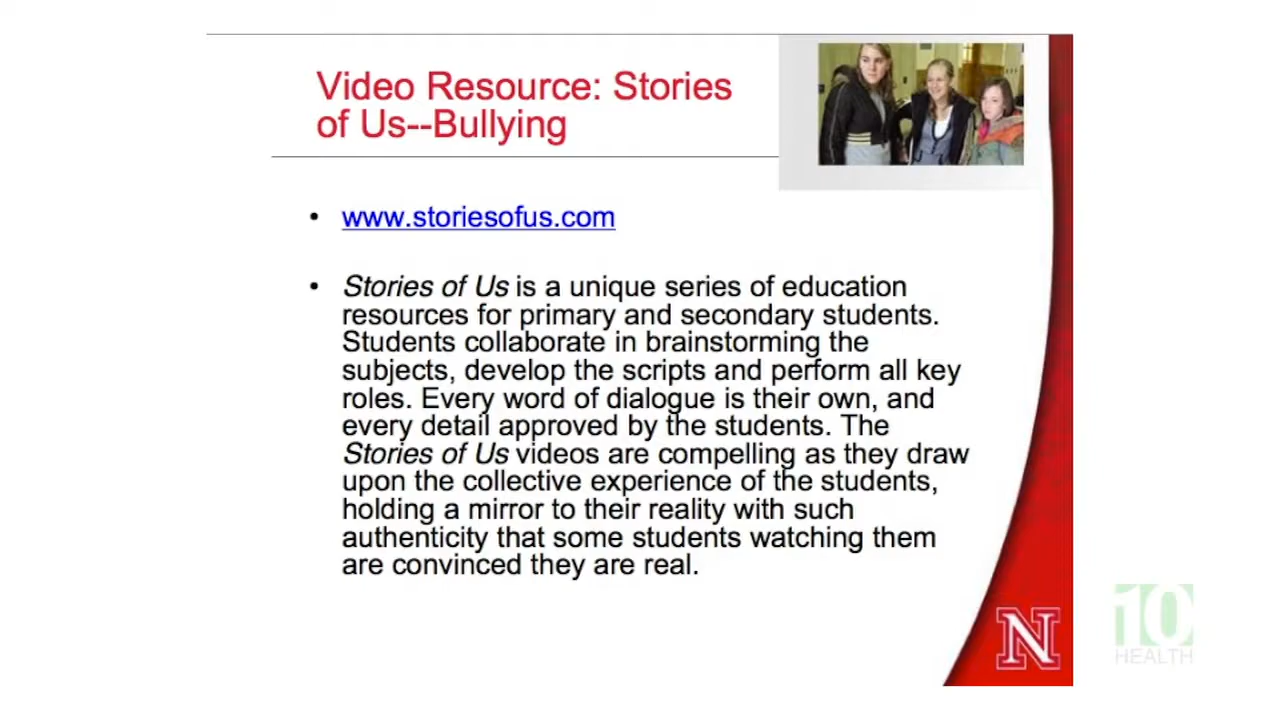 Video Resource: Stories
of Us--Bullying
• www.storiesofus.com
• Stories of Us is a unique series of education
resources for primary and secondary students.
Students collaborate in brainstorming the
subjects, develop the scripts and perform all key
roles. Every word of dialogue is their own, and
every detail approved by the students. The
Stories of Us videos are compelling as they draw
upon the collective experience of the students,
holding a mirror to their reality with such
authenticity that some students watching them
are convinced they are real.
N
10
HEALTH